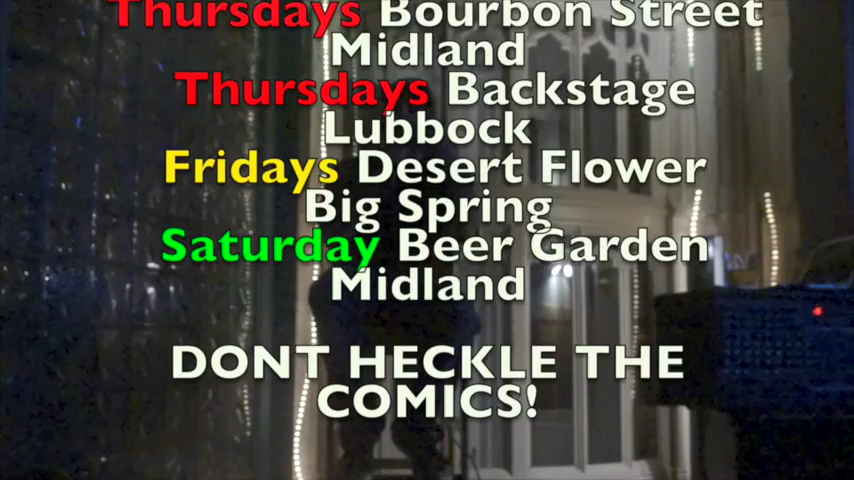 Thursdays Bourbon Street
Midland
Thursdays Backstage
Lubbock
Fridays Desert Flower
Big Spring
Saturday Beer Garden
Midland
DONT HECKLE THE
COMICS!